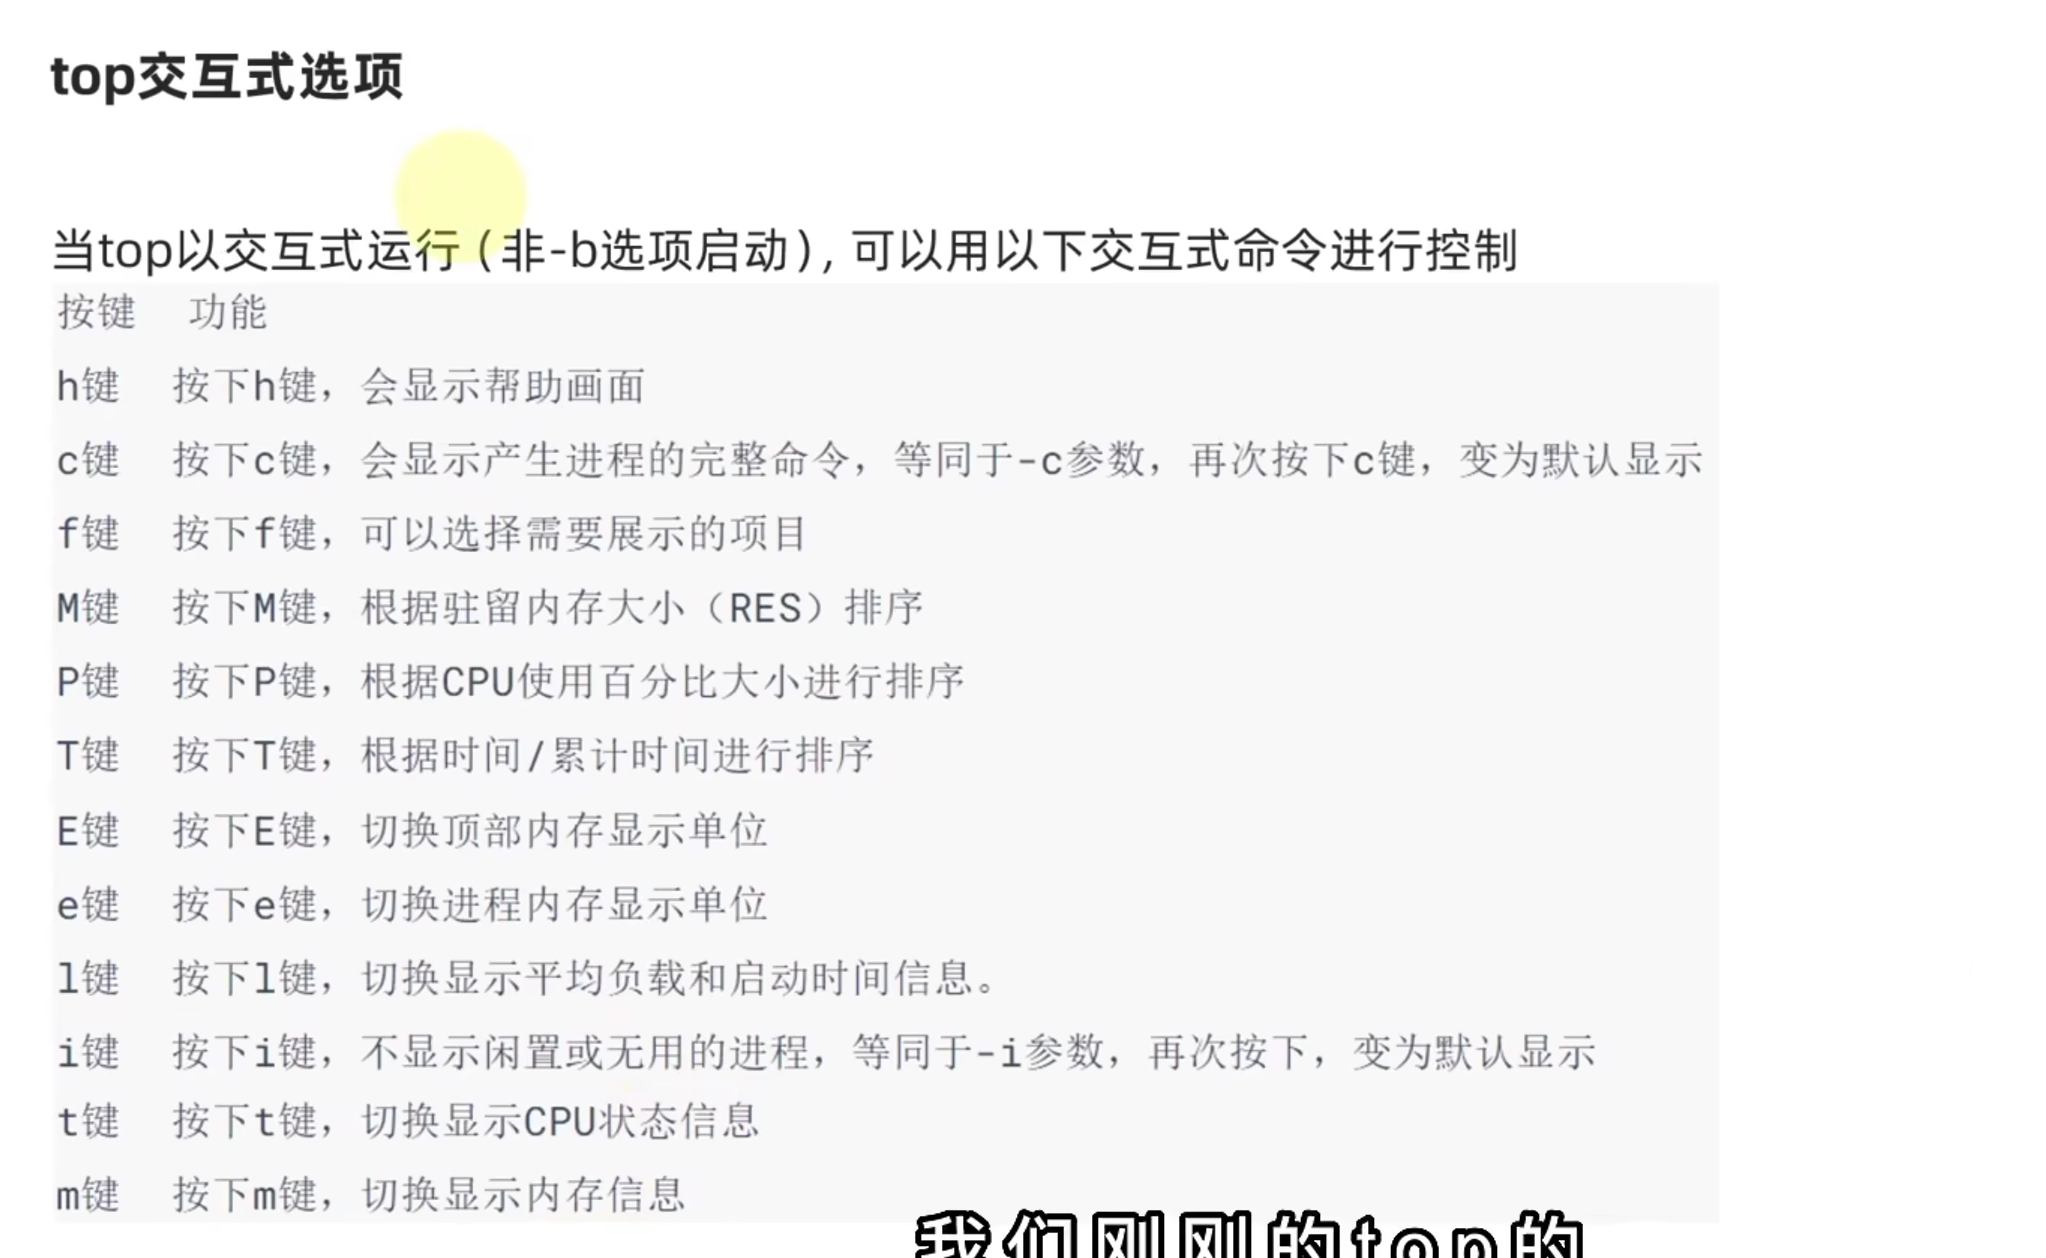 top交互式选项
当top以交互式运行（非-b选项启动），可以用以下交互式命令进行控制
按键 功能
h键 按下h键，会显示帮助画面
c键 按下c键，会显示产生进程的完整命令，等同于-c参数，再次按下c键，变为默认显示
f键 按下f键，可以选择需要展示的项目
M键 按下M键，根据驻留内存大小（RES）排序
P键 按下P键，根据CPU使用百分比大小进行排序
T键 按下T键，根据时间/累计时间进行排序
E键 按下E键，切换顶部内存显示单位
e键 按下e键，切换进程内存显示单位
l键 按下l键，切换显示平均负载和启动时间信息。
i键 按下i键，不显示闲置或无用的进程，等同于-i参数，再次按下，变为默认显示
t键 按下t键，切换显示CPU状态信息
m键 按下m键，切换显示内存信息
我们刚刚的top的